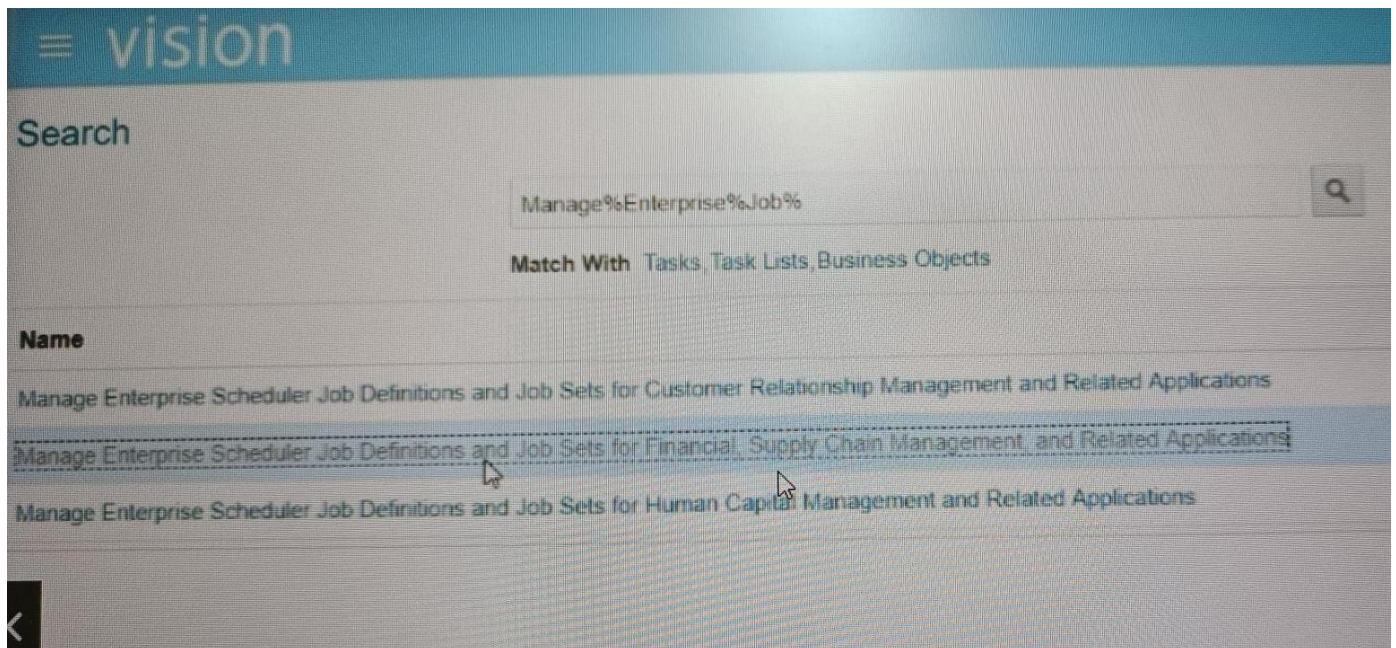 vision
Search
Manage%Enterprise%Job%
Match With Tasks, Task Lists, Business Objects
Name
Manage Enterprise Scheduler Job Definitions and Job Sets for Customer Relationship Management and Related Applications
Manage Enterprise Scheduler Job Definitions and Job Sets for Financial, Supply Chain Management, and Related Applications
Manage Enterprise Scheduler Job Definitions and Job Sets for Human Capital Management and Related Applications